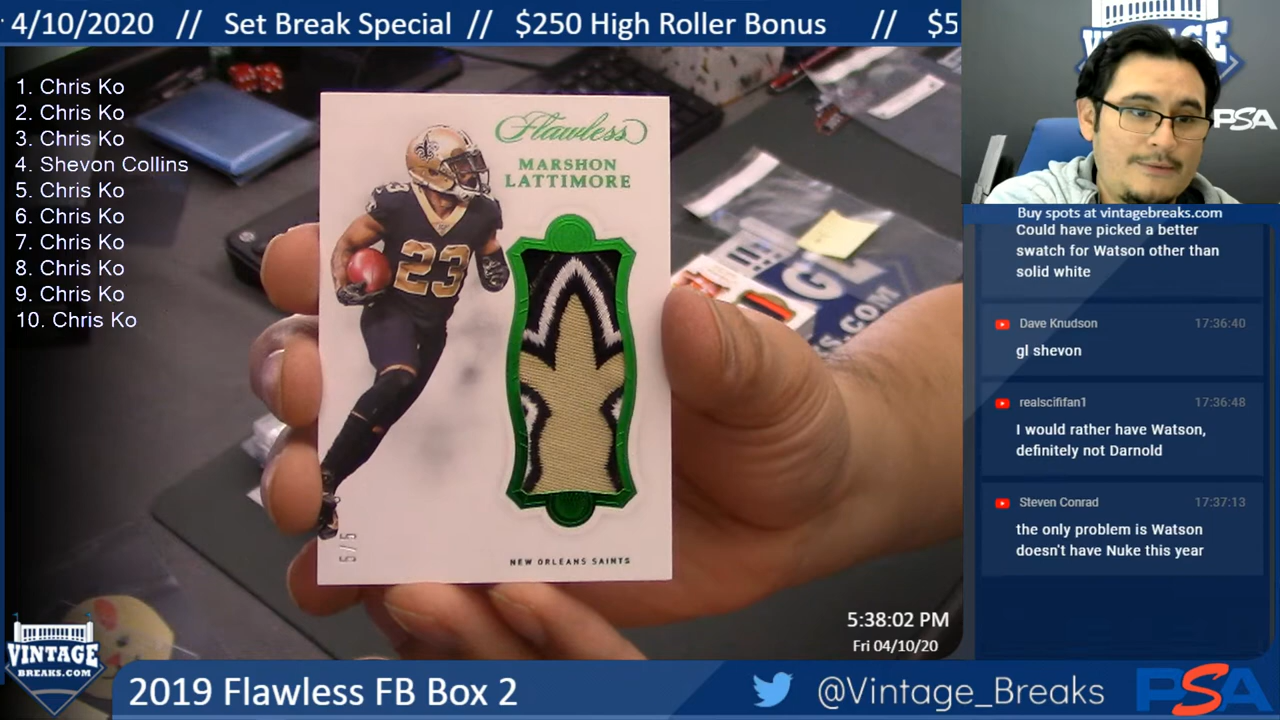 4/10/2020 // Set Break Special // $250 High Roller Bonus // $5
1. Chris Ko
2. Chris Ko
3. Chris Ko
4. Shevon Collins
5. Chris Ko
6. Chris Ko
7. Chris Ko
8. Chris Ko
9. Chris Ko
10. Chris Ko
Flawless
MARSHON
LATTIMORE
23
23
5/5
NEW ORLEANS SAINTS
VINTAGE
PSA
Buy spots at vintagebreaks.com
Could have picked a better
swatch for Watson other than
solid white
Dave Knudson 17:36:40
gl shevon
realscififan1 17:36:48
I would rather have Watson,
definitely not Darnold
Steven Conrad 17:37:13
the only problem is Watson
doesn't have Nuke this year
5:38:02 PM
Fri 04/10/20
VINTAGE
BREAKS.COM
2019 Flawless FB Box 2
@Vintage_Breaks
PSA